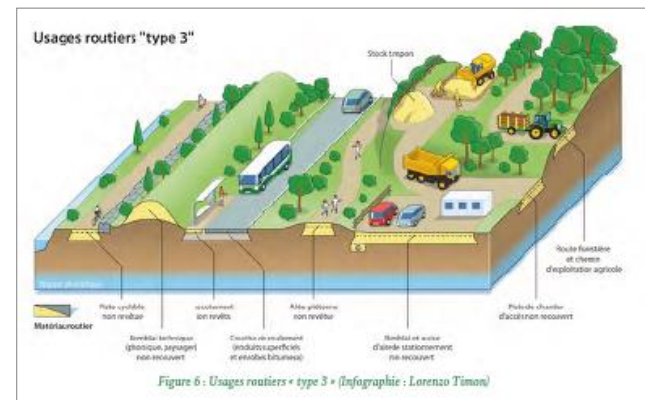 Usages routiers "type 3"
Stock tmpon
Route forestière
et chemin
d'exploitation agricole
Piste de chantier
d'accès non recouvert
Piste cyclable
non revêtue
accotement
non revêtu
Allée piétonne
non revêtue
Matériau routier
Remblai technique
(phonique, paysager)
non recouvert
Couche de roulement
(enduits superficiels
et enrobés bitumeux)
Remblai et assise
d'aire de stationnement
non recouvert
Figure 6 : Usages routiers « type 3 » (Infographie : Lorenzo Timon)